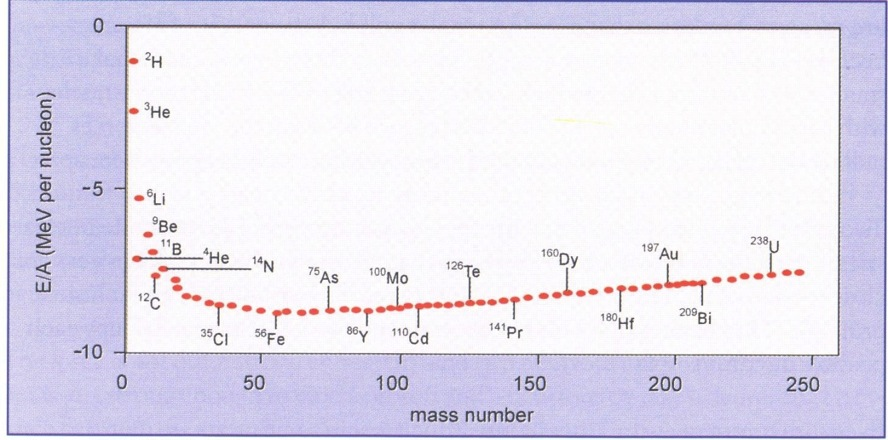 0
²H
³He
E/A (MeV per nucleon)
-5
⁶Li
⁹Be
¹¹B
⁴He
¹⁴N
¹²C
³⁵Cl
⁵⁶Fe
⁷⁵As
⁸⁶Y
¹⁰⁰Mo
¹¹⁰Cd
¹²⁶Te
¹⁴¹Pr
¹⁶⁰Dy
¹⁸⁰Hf
¹⁹⁷Au
²⁰⁹Bi
²³⁸U
-10
0 50 100 150 200 250
mass number